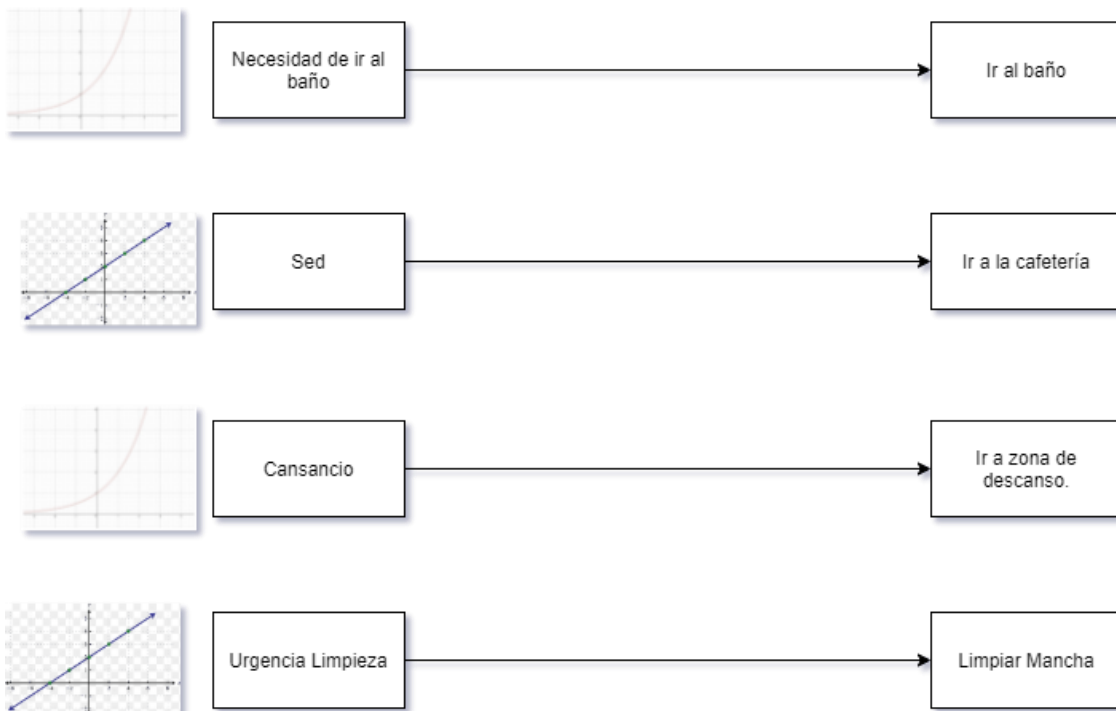 Necesidad de ir al
baño
Ir al baño
Sed
Ir a la cafetería
Cansancio
Ir a zona de
descanso.
Urgencia Limpieza
Limpiar Mancha